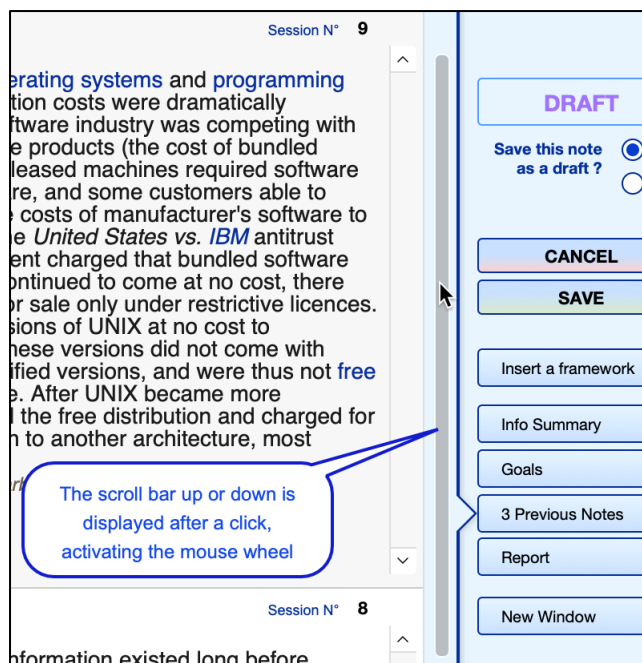 Session N° 9
erating systems and programming
tion costs were dramatically
ftware industry was competing with
e products (the cost of bundled
leased machines required software
re, and some customers able to
costs of manufacturer's software to
e United States vs. IBM antitrust
ent charged that bundled software
ontinued to come at no cost, there
or sale only under restrictive licences.
sions of UNIX at no cost to
hese versions did not come with
ified versions, and were thus not free
e. After UNIX became more
l the free distribution and charged for
n to another architecture, most
The scroll bar up or down is
displayed after a click,
activating the mouse wheel
Session N° 8
nformation existed long before
DRAFT
Save this note
as a draft ?
CANCEL
SAVE
Insert a framework
Info Summary
Goals
3 Previous Notes
Report
New Window